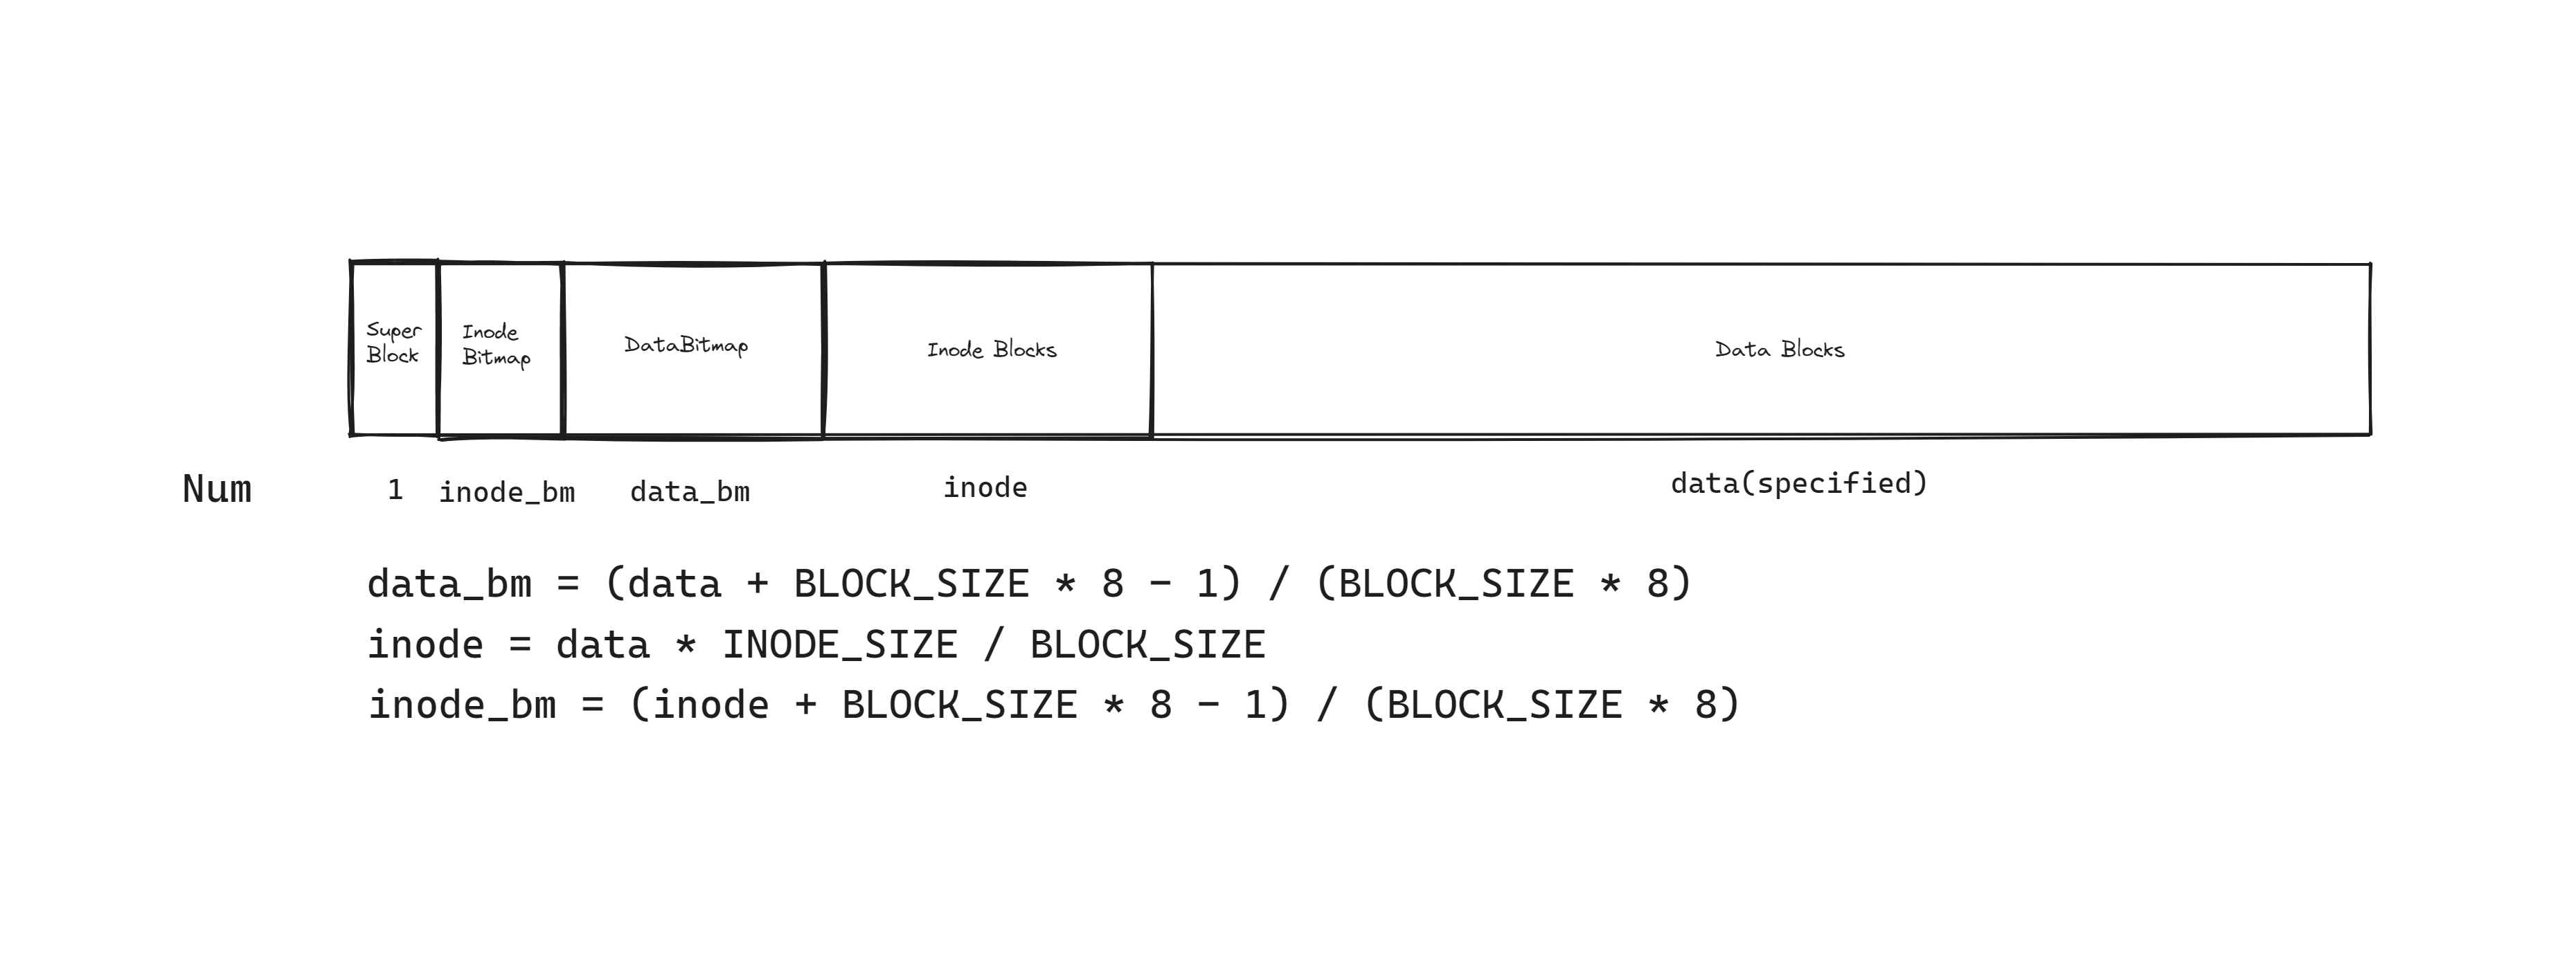 Super
Block
Inode
Bitmap
DataBitmap
Inode Blocks
Data Blocks
Num 1 inode_bm data_bm inode data(specified)
data_bm = (data + BLOCK_SIZE * 8 − 1) / (BLOCK_SIZE * 8)
inode = data * INODE_SIZE / BLOCK_SIZE
inode_bm = (inode + BLOCK_SIZE * 8 − 1) / (BLOCK_SIZE * 8)